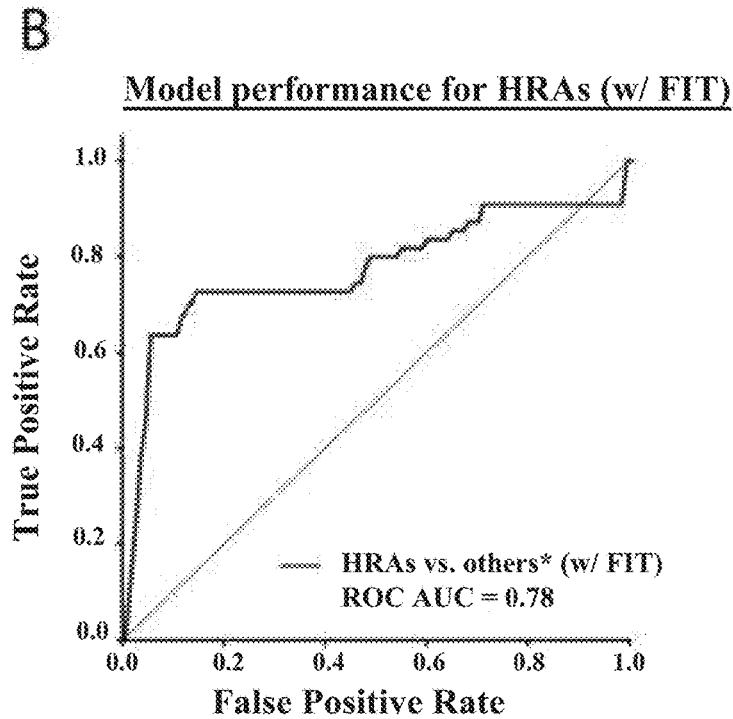 B
Model performance for HRAs (w/ FIT)
1.0
0.8
0.6
0.4
0.2
0.0
True Positive Rate
HRAs vs. others* (w/ FIT)
ROC AUC = 0.78
0.0 0.2 0.4 0.6 0.8 1.0
False Positive Rate